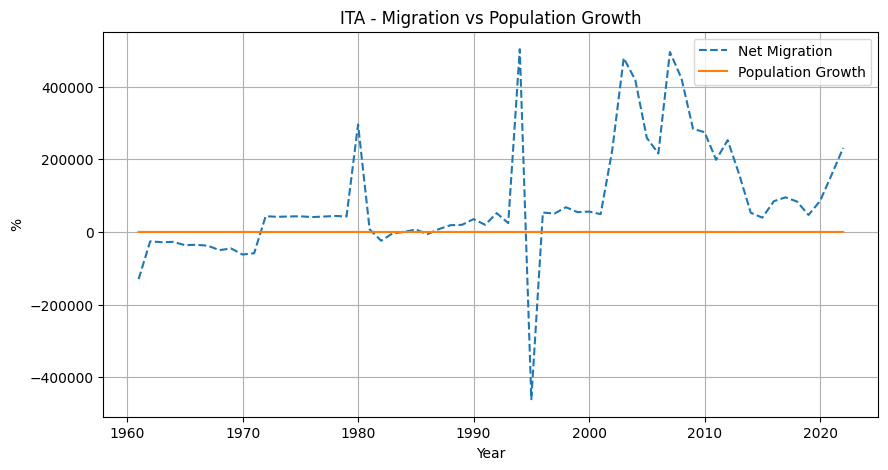 ITA - Migration vs Population Growth
Net Migration
Population Growth
400000
200000
0
−200000
−400000
%
1960 1970 1980 1990 2000 2010 2020
Year